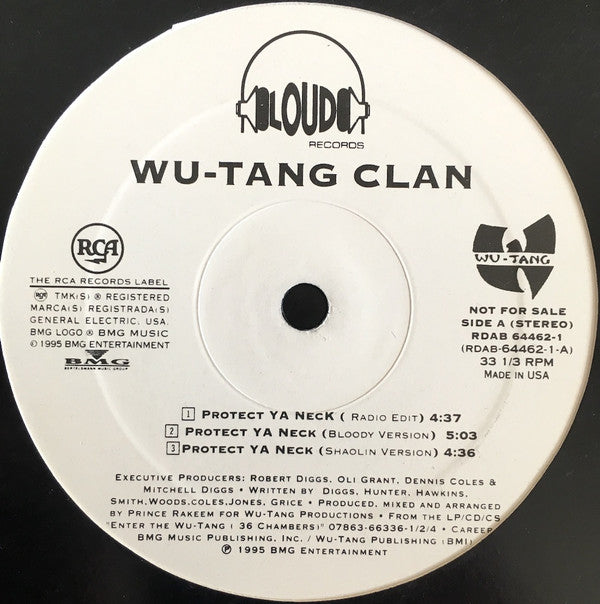 LOUD
RECORDS
WU-TANG CLAN
RCA
THE RCA RECORDS LABEL
RCA TMK(S) ® REGISTERED
MARCA(S) REGISTRADA(S)
GENERAL ELECTRIC, USA.
BMG LOGO ® BMG MUSIC
© 1995 BMG ENTERTAINMENT
BMG
BERTELSMANN MUSIC GROUP
WU-TANG
NOT FOR SALE
SIDE A (STEREO)
RDAB 64462-1
(RDAB-64462-1-A)
33 1/3 RPM
MADE IN USA
1 PROTECT YA NECK ( RADIO EDIT) 4:37
2 PROTECT YA NECK (BLOODY VERSION) 5:03
3 PROTECT YA NECK (SHAOLIN VERSION) 4:36
EXECUTIVE PRODUCERS: ROBERT DIGGS, OLI GRANT, DENNIS COLES &
MITCHELL DIGGS • WRITTEN BY DIGGS, HUNTER, HAWKINS,
SMITH,WOODS,COLES,JONES, GRICE • PRODUCED, MIXED AND ARRANGED
BY PRINCE RAKEEM FOR WU-TANG PRODUCTIONS • FROM THE LP/CD/CS
"ENTER THE WU-TANG ( 36 CHAMBERS)" 07863-66336-1/2/4 • CAREERS
BMG MUSIC PUBLISHING, INC. / WU-TANG PUBLISHING (BMI)
℗ 1995 BMG ENTERTAINMENT